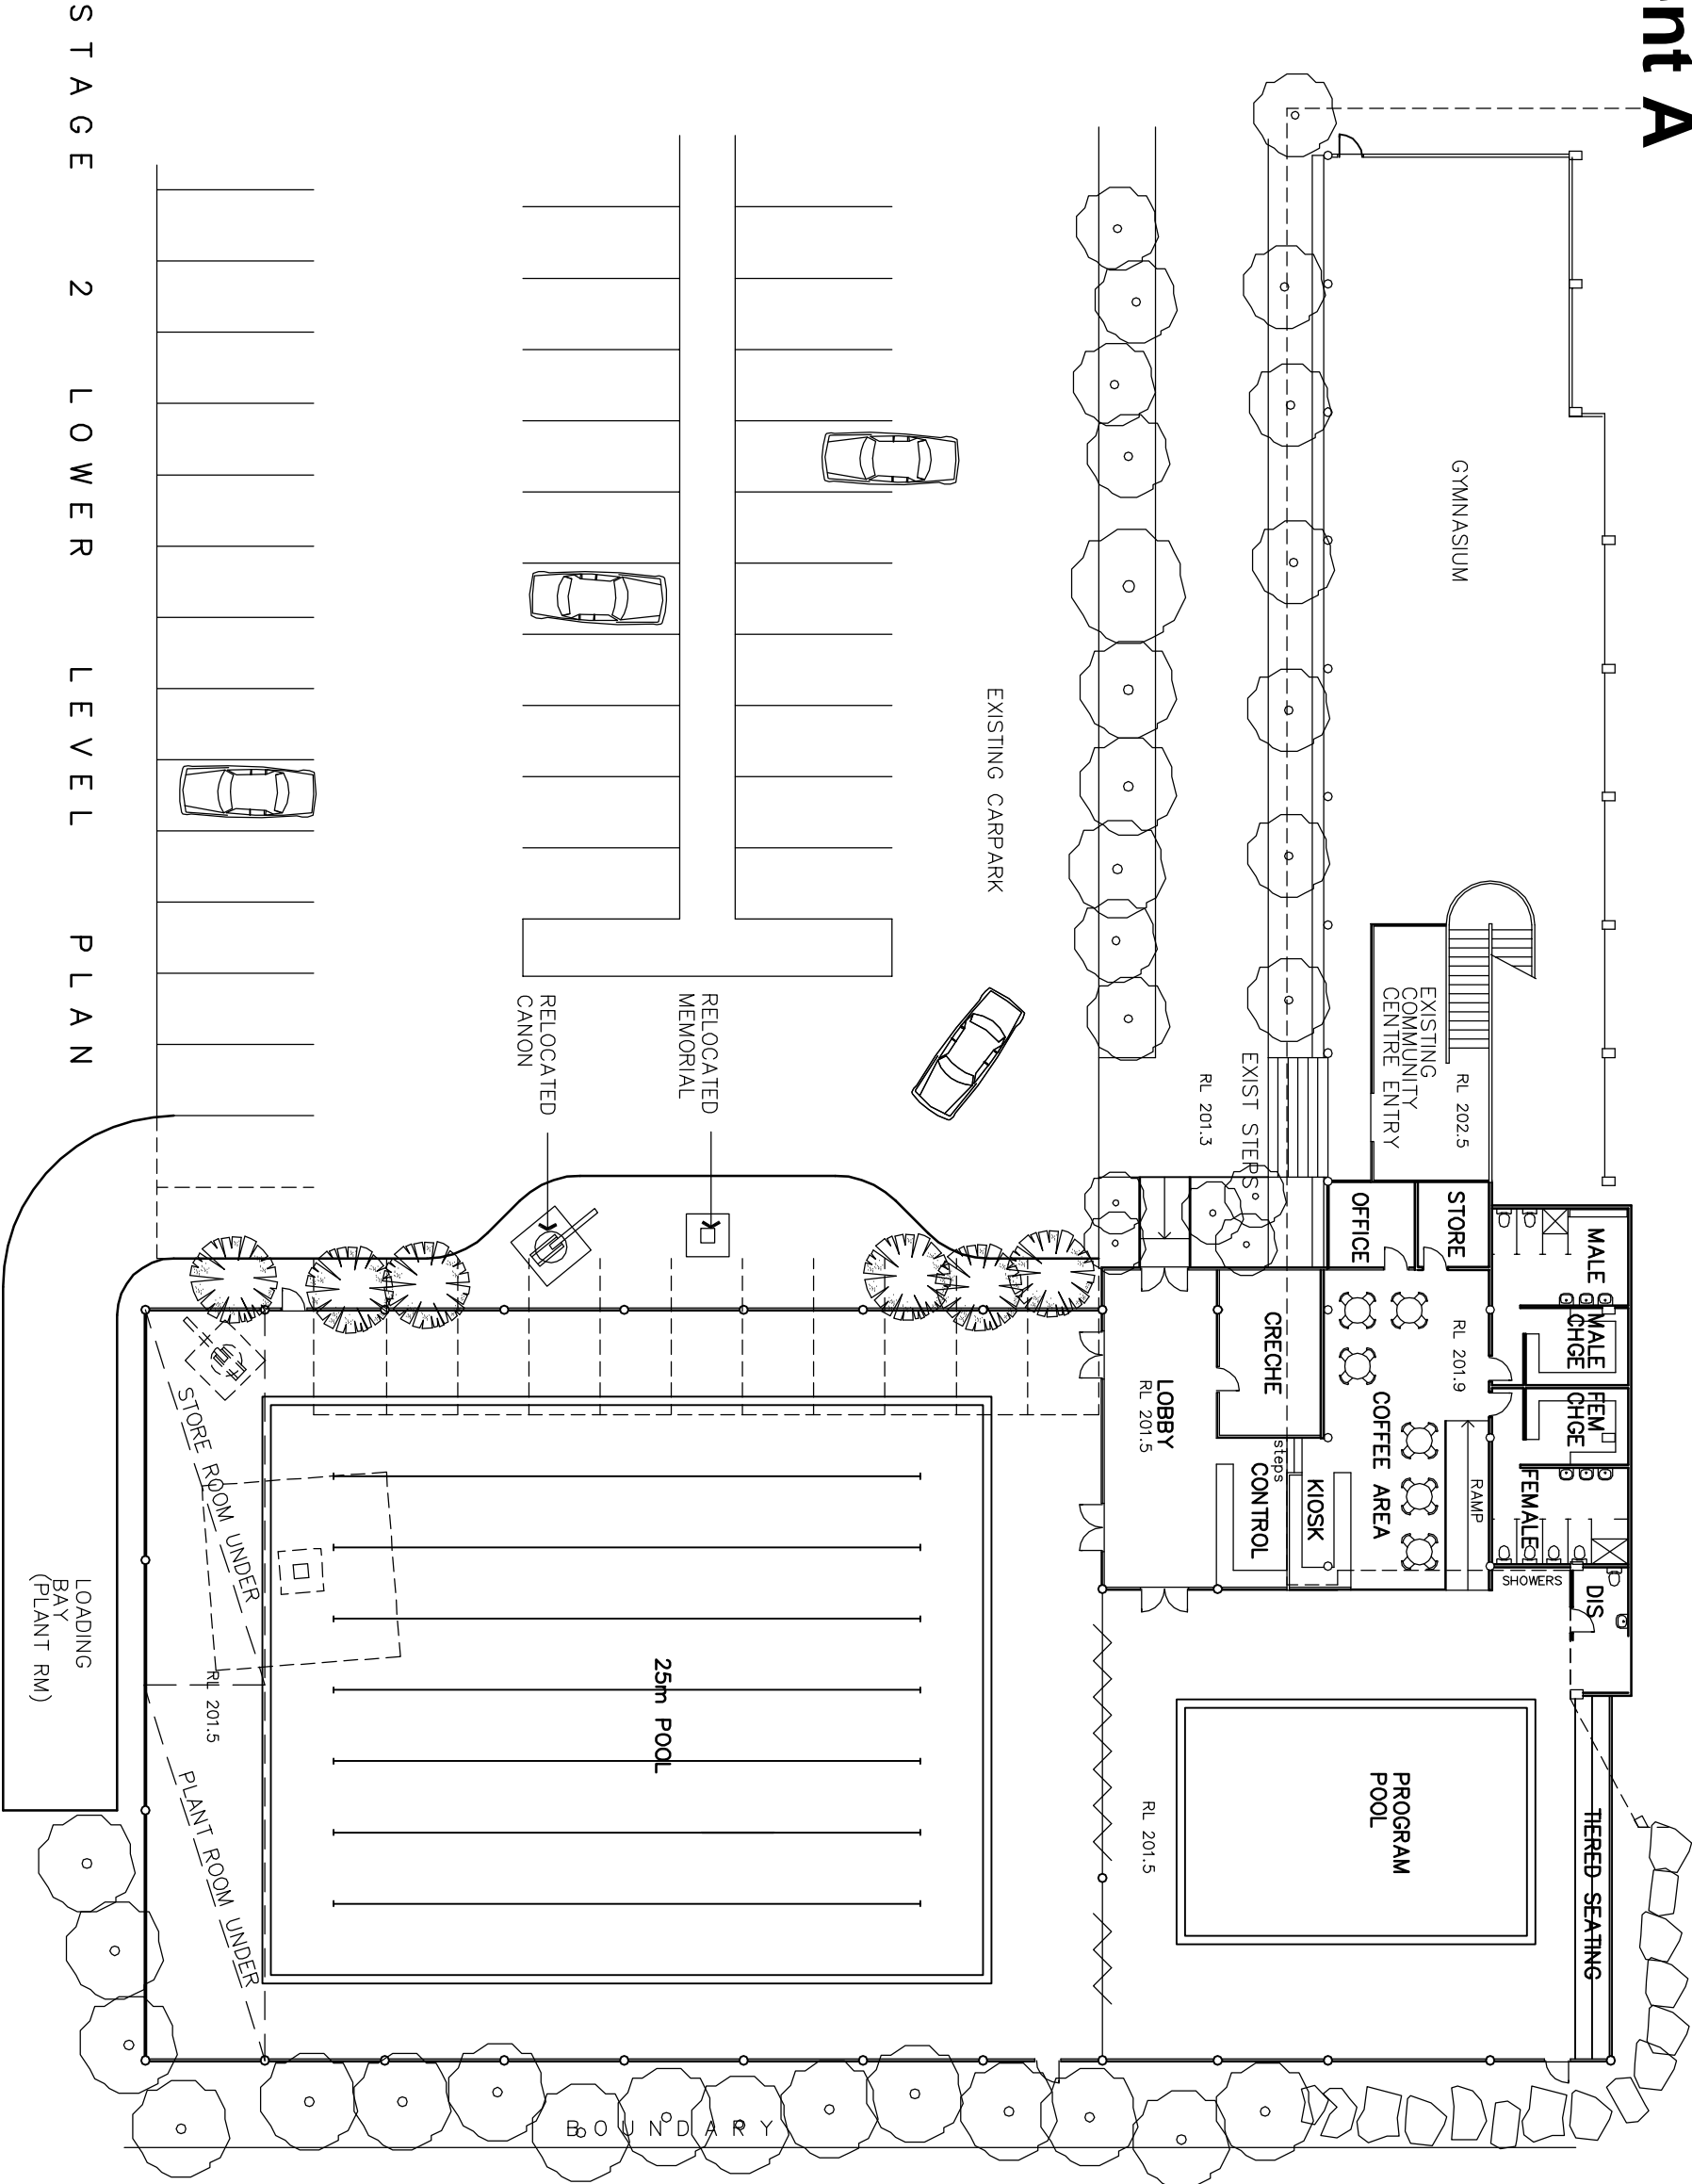 nt A
STAGE 2 LOWER LEVEL PLAN
GYMNASIUM
EXISTING CARPARK
EXISTING
COMMUNITY
CENTRE ENTRY
RL 202.5
RL 201.3
EXIST STEPS
RELOCATED
MEMORIAL
RELOCATED
CANON
OFFICE
STORE
MALE
MALE
CHGE
FEM
CHGE
FEMALE
SHOWERS
DIS
CRECHE
RL 201.9
COFFEE AREA
RAMP
LOBBY
RL 201.5
steps
CONTROL
KIOSK
STORE ROOM UNDER
RL 201.5
PLANT ROOM UNDER
LOADING
BAY
(PLANT RM)
25m POOL
RL 201.5
PROGRAM
POOL
TIERED SEATING
BOUNDARY